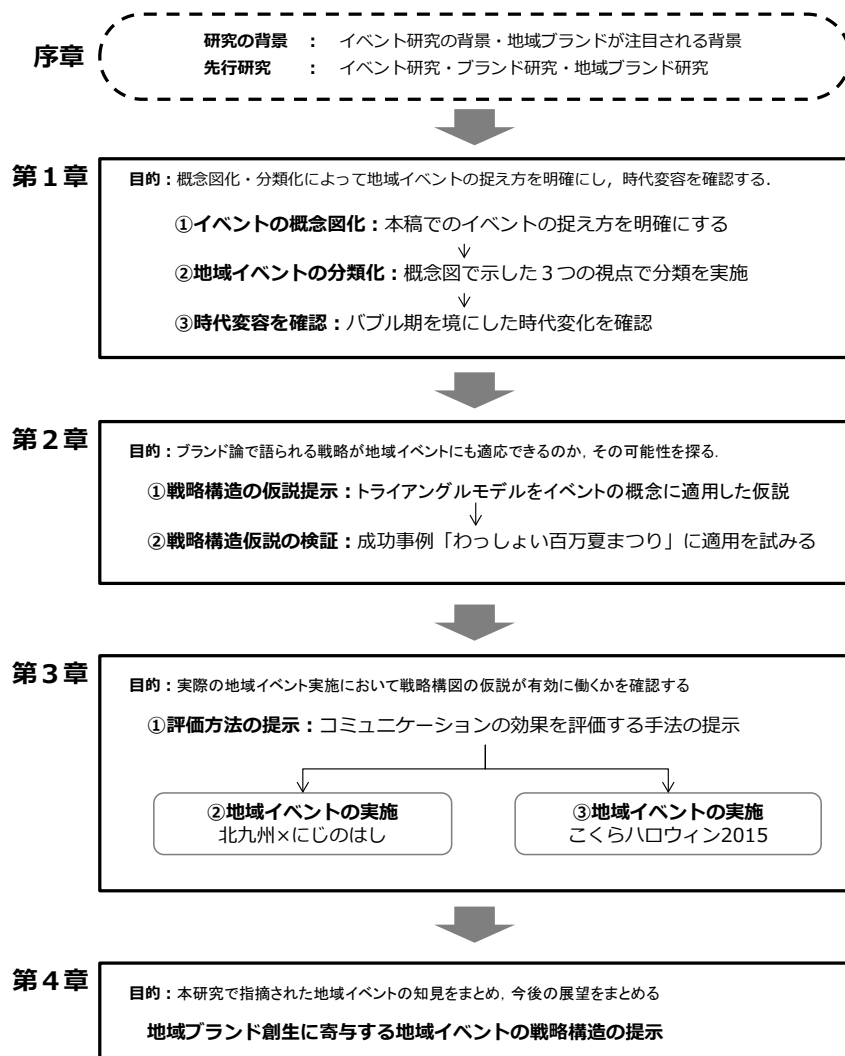 序章
研究の背景 ： イベント研究の背景・地域ブランドが注目される背景
先行研究 ： イベント研究・ブランド研究・地域ブランド研究
第１章
目的：概念図化・分類化によって地域イベントの捉え方を明確にし，時代変容を確認する．
①イベントの概念図化：本稿でのイベントの捉え方を明確にする
②地域イベントの分類化：概念図で示した３つの視点で分類を実施
③時代変容を確認：バブル期を境にした時代変化を確認
第２章
目的：ブランド論で語られる戦略が地域イベントにも適応できるのか，その可能性を探る．
①戦略構造の仮説提示：トライアングルモデルをイベントの概念に適用した仮説
②戦略構造仮説の検証：成功事例「わっしょい百万夏まつり」に適用を試みる
第３章
目的：実際の地域イベント実施において戦略構図の仮説が有効に働くかを確認する
①評価方法の提示：コミュニケーションの効果を評価する手法の提示
②地域イベントの実施
北九州×にじのはし
③地域イベントの実施
こくらハロウィン2015
第４章
目的：本研究で指摘された地域イベントの知見をまとめ，今後の展望をまとめる
地域ブランド創生に寄与する地域イベントの戦略構造の提示